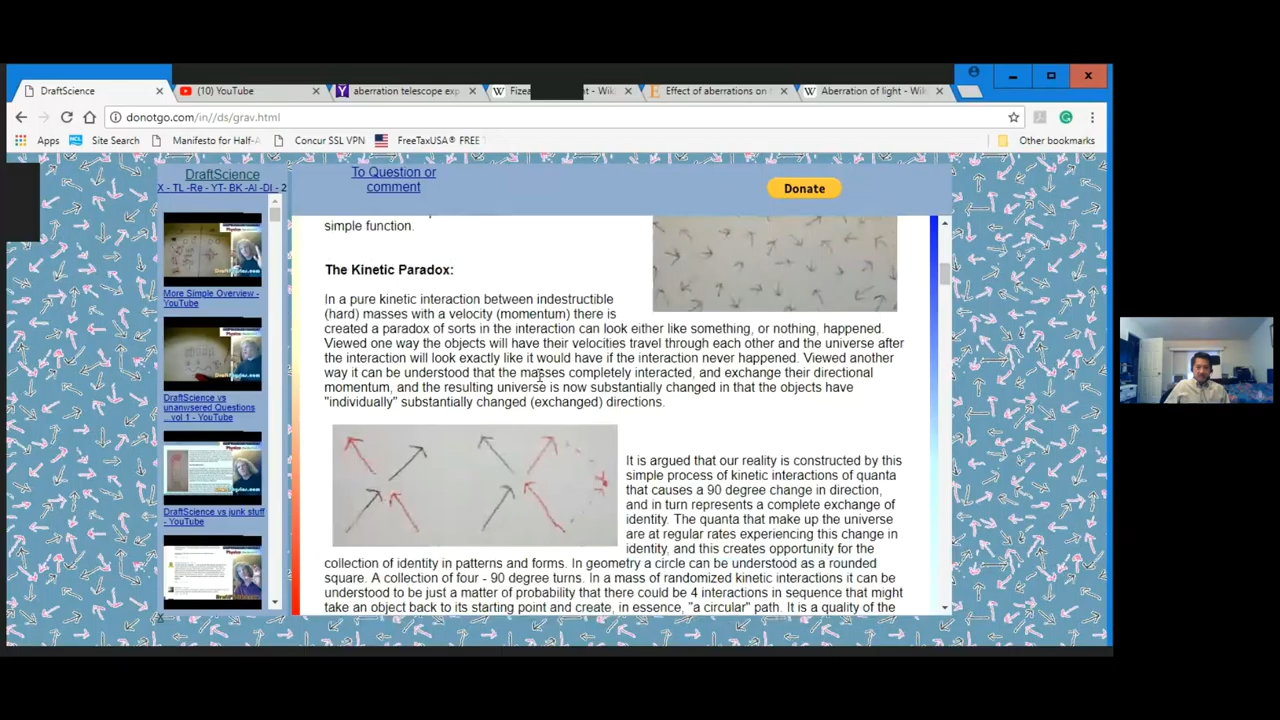 DraftScience
(10) YouTube
aberration telescope exp
Fizea
nt - Wiki
Effect of aberrations on t
Aberration of light - Wiki
donotgo.com/in//ds/grav.html
Apps
Site Search
Manifesto for Half-A
Concur SSL VPN
FreeTaxUSA® FREE
Other bookmarks
DraftScience
X - TL -Re - YT- BK -AI -DI - 2
To Question or
comment
Donate
More Simple Overview -
YouTube
DraftScience vs
unanwsered Questions
.. vol 1 - YouTube
DraftScience vs junk stuff
- YouTube
X
simple function.
The Kinetic Paradox:
In a pure kinetic interaction between indestructible
(hard) masses with a velocity (momentum) there is
created a paradox of sorts in the interaction can look either like something, or nothing, happened.
Viewed one way the objects will have their velocities travel through each other and the universe after
the interaction will look exactly like it would have if the interaction never happened. Viewed another
way it can be understood that the masses completely interacted, and exchange their directional
momentum, and the resulting universe is now substantially changed in that the objects have
"individually" substantially changed (exchanged) directions.
It is argued that our reality is constructed by this
simple process of kinetic interactions of quanta
that causes a 90 degree change in direction,
and in turn represents a complete exchange of
identity. The quanta that make up the universe
are at regular rates experiencing this change in
identity, and this creates opportunity for the
collection of identity in patterns and forms. In geometry a circle can be understood as a rounded
square. A collection of four - 90 degree turns. In a mass of randomized kinetic interactions it can be
understood to be just a matter of probability that there could be 4 interactions in sequence that might
take an object back to its starting point and create, in essence, "a circular" path. It is a quality of the